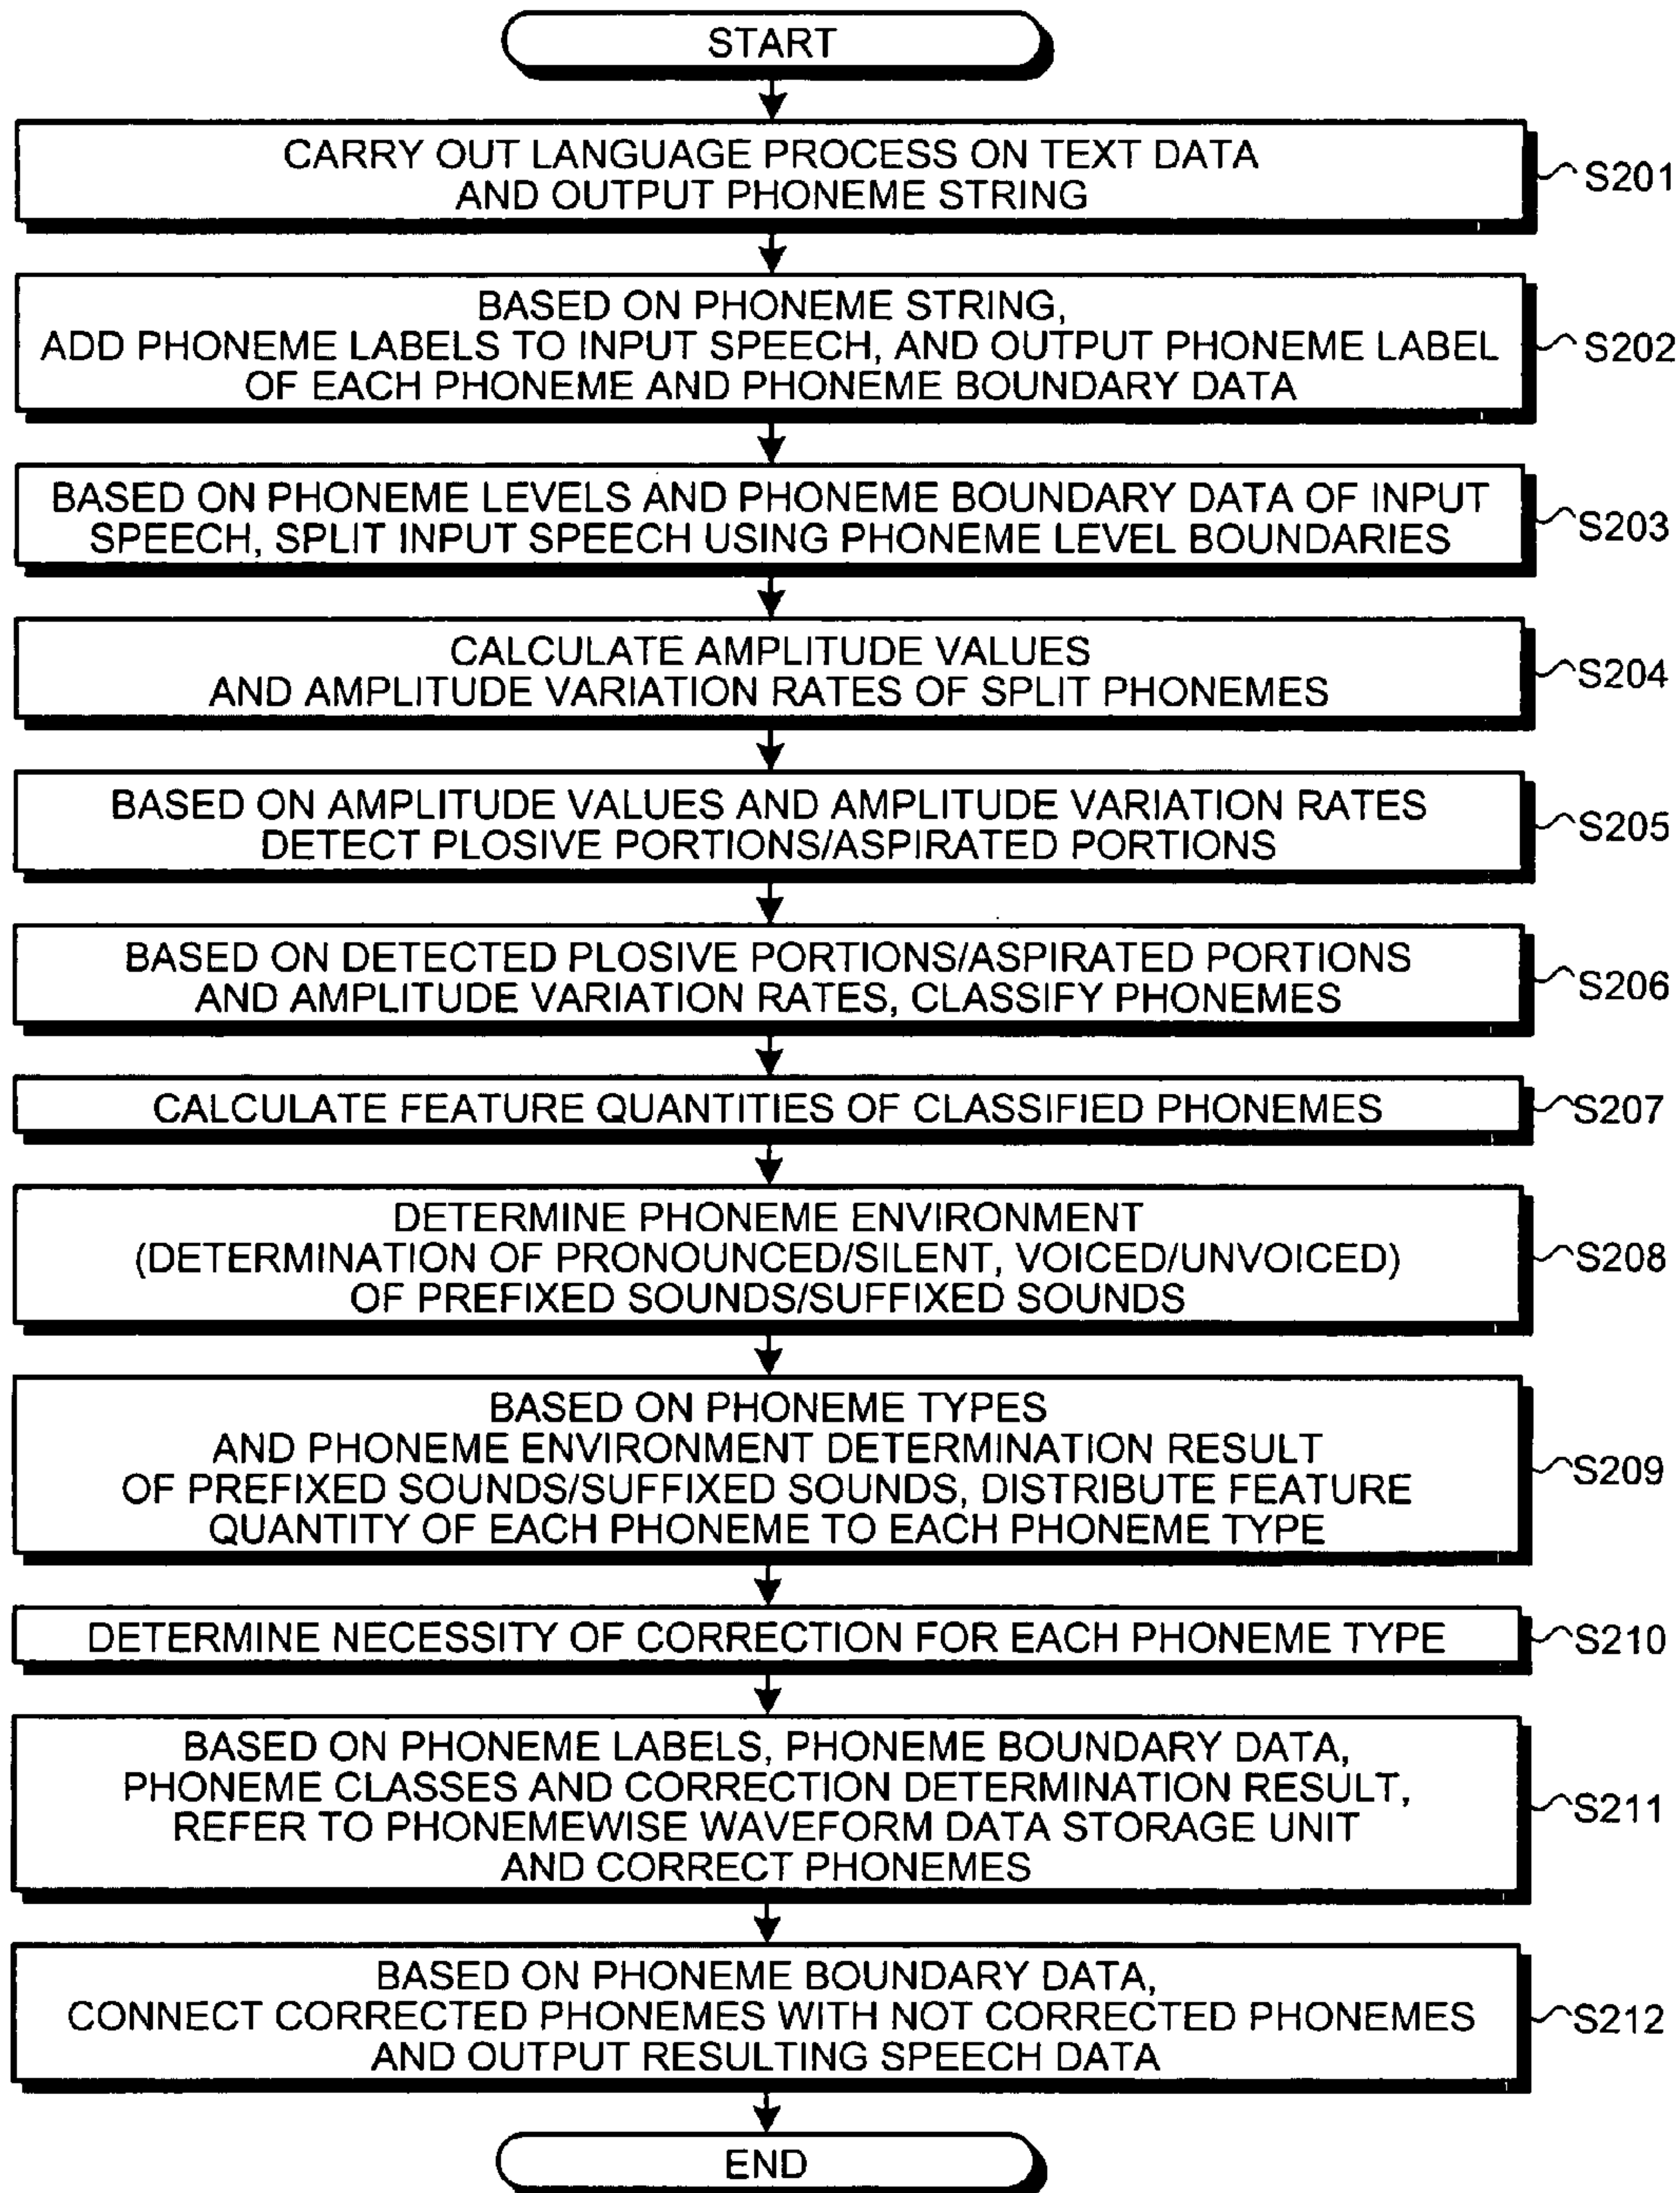 START
CARRY OUT LANGUAGE PROCESS ON TEXT DATA
AND OUTPUT PHONEME STRING
S201
BASED ON PHONEME STRING,
ADD PHONEME LABELS TO INPUT SPEECH, AND OUTPUT PHONEME LABEL
OF EACH PHONEME AND PHONEME BOUNDARY DATA
S202
BASED ON PHONEME LEVELS AND PHONEME BOUNDARY DATA OF INPUT
SPEECH, SPLIT INPUT SPEECH USING PHONEME LEVEL BOUNDARIES
S203
CALCULATE AMPLITUDE VALUES
AND AMPLITUDE VARIATION RATES OF SPLIT PHONEMES
S204
BASED ON AMPLITUDE VALUES AND AMPLITUDE VARIATION RATES
DETECT PLOSIVE PORTIONS/ASPIRATED PORTIONS
S205
BASED ON DETECTED PLOSIVE PORTIONS/ASPIRATED PORTIONS
AND AMPLITUDE VARIATION RATES, CLASSIFY PHONEMES
S206
CALCULATE FEATURE QUANTITIES OF CLASSIFIED PHONEMES
S207
DETERMINE PHONEME ENVIRONMENT
(DETERMINATION OF PRONOUNCED/SILENT, VOICED/UNVOICED)
OF PREFIXED SOUNDS/SUFFIXED SOUNDS
S208
BASED ON PHONEME TYPES
AND PHONEME ENVIRONMENT DETERMINATION RESULT
OF PREFIXED SOUNDS/SUFFIXED SOUNDS, DISTRIBUTE FEATURE
QUANTITY OF EACH PHONEME TO EACH PHONEME TYPE
S209
DETERMINE NECESSITY OF CORRECTION FOR EACH PHONEME TYPE
S210
BASED ON PHONEME LABELS, PHONEME BOUNDARY DATA,
PHONEME CLASSES AND CORRECTION DETERMINATION RESULT,
REFER TO PHONEMEWISE WAVEFORM DATA STORAGE UNIT
AND CORRECT PHONEMES
S211
BASED ON PHONEME BOUNDARY DATA,
CONNECT CORRECTED PHONEMES WITH NOT CORRECTED PHONEMES
AND OUTPUT RESULTING SPEECH DATA
S212
END